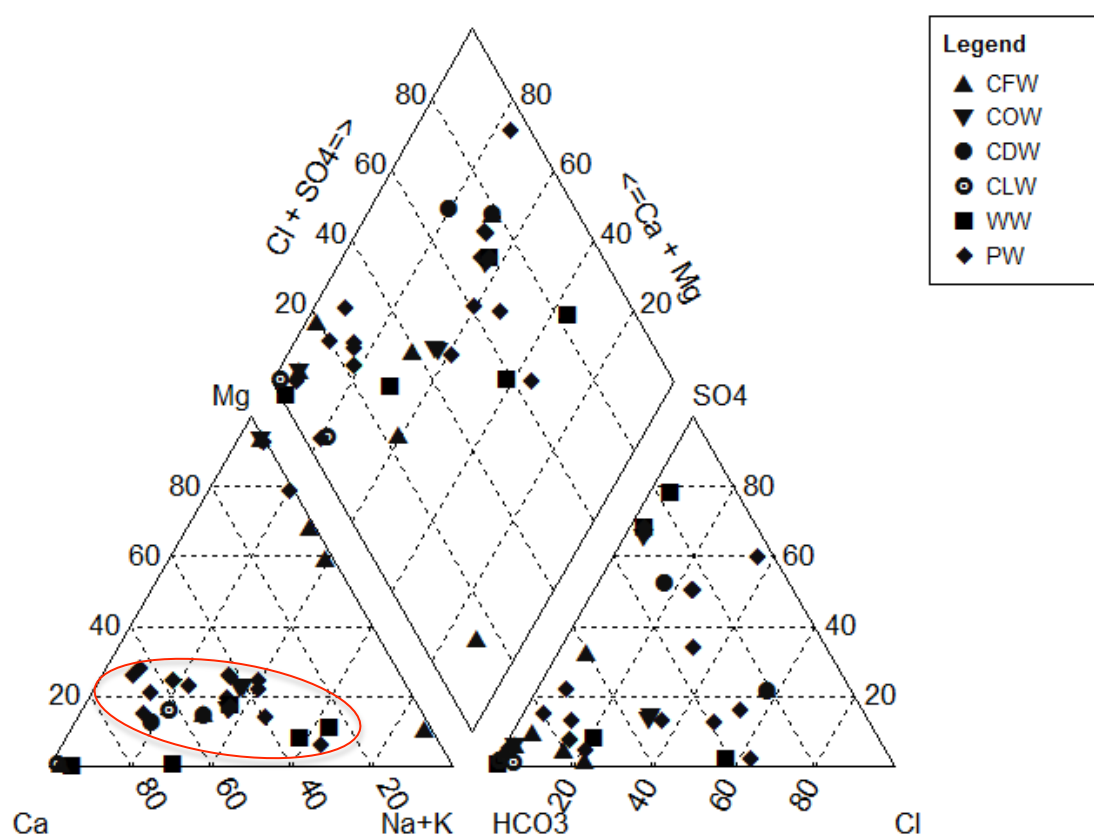 Legend
CFW
COW
CDW
CLW
WW
PW
80 80
60 60
40 40
20 20
Cl + SO4=>
<=Ca + Mg
Mg SO4
80 80
60 60
40 40
20 20
80 60 40 20 20 40 60 80
Ca Na+K HCO3 Cl